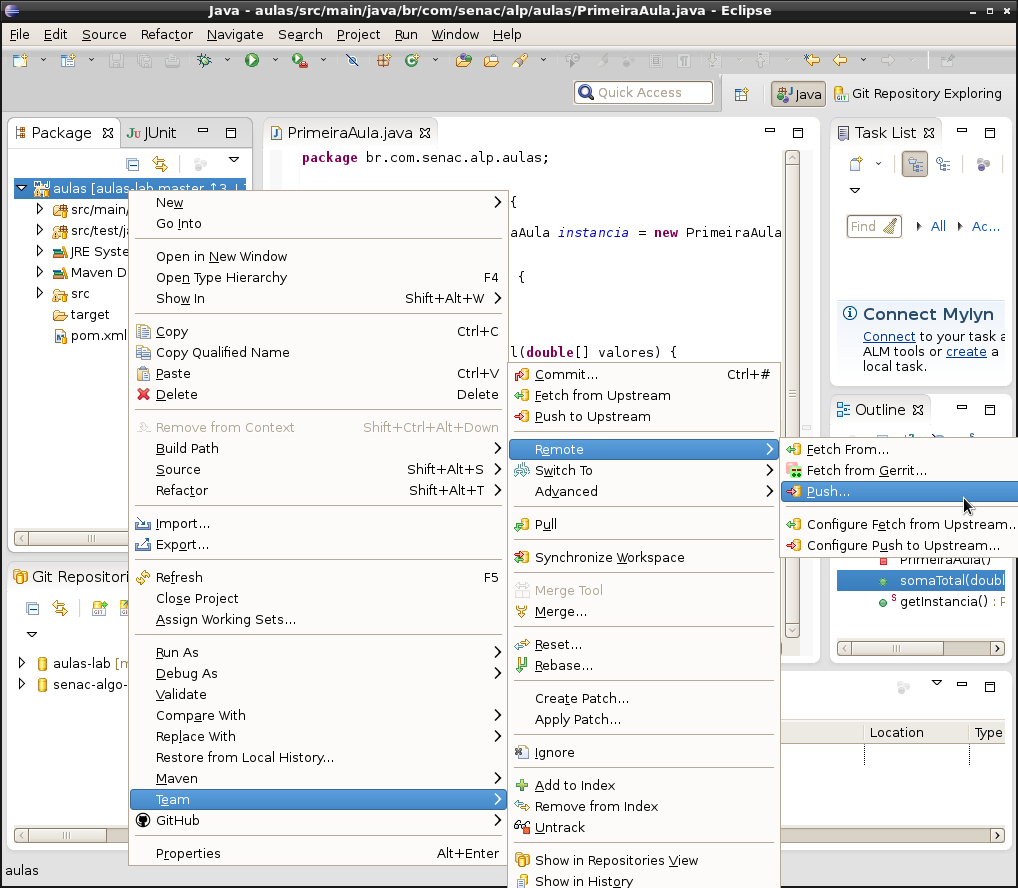 Java - aulas/src/main/java/br/com/senac/alp/aulas/PrimeiraAula.java - Eclipse
File Edit Source Refactor Navigate Search Project Run Window Help
Quick Access
Java
Git Repository Exploring
Package
JUnit
PrimeiraAula.java
Task List
package br.com.senac.alp.aulas;
aulas [aulas-lab master ↑3
src/main/
src/test/ja
JRE Syste
Maven D
src
target
pom.xml
{
aAula instancia = new PrimeiraAula
{
l(double[] valores) {
Find
All
Ac...
Connect Mylyn
Connect to your task a
ALM tools or create a
local task.
Outline
New
Go Into
Open in New Window
Open Type Hierarchy F4
Show In Shift+Alt+W
Copy Ctrl+C
Copy Qualified Name
Paste Ctrl+V
Delete Delete
Remove from Context Shift+Ctrl+Alt+Down
Build Path
Source Shift+Alt+S
Refactor Shift+Alt+T
Import...
Export...
Refresh F5
Close Project
Assign Working Sets...
Run As
Debug As
Validate
Compare With
Replace With
Restore from Local History...
Maven
Team
GitHub
Properties Alt+Enter
Commit... Ctrl+#
Fetch from Upstream
Push to Upstream
Remote
Switch To
Advanced
Pull
Synchronize Workspace
Merge Tool
Merge...
Reset...
Rebase...
Create Patch...
Apply Patch...
Ignore
Add to Index
Remove from Index
Untrack
Show in Repositories View
Show in History
Fetch From...
Fetch from Gerrit...
Push...
Configure Fetch from Upstream...
Configure Push to Upstream...
PrimeiraAula()
somaTotal(doubl
getInstancia() : P
Git Repositori
aulas-lab [m
senac-algo-
Location
Type
aulas